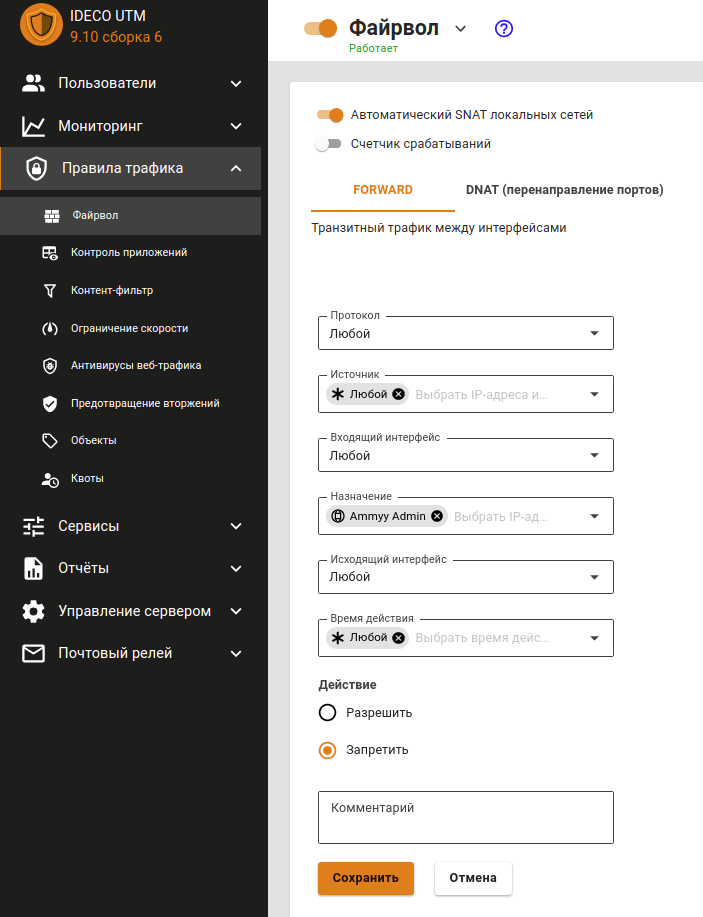 IDECO UTM
9.10 сборка 6
Пользователи
Мониторинг
Правила трафика
Файрвол
Контроль приложений
Контент-фильтр
Ограничение скорости
Антивирусы веб-трафика
Предотвращение вторжений
Объекты
Квоты
Сервисы
Отчёты
Управление сервером
Почтовый релей
Файрвол
Работает
Автоматический SNAT локальных сетей
Счетчик срабатываний
FORWARD DNAT (перенаправление портов)
Транзитный трафик между интерфейсами
Протокол
Любой
Источник
Любой Выбрать IP-адреса и...
Входящий интерфейс
Любой
Назначение
Ammyy Admin Выбрать IP-ад...
Исходящий интерфейс
Любой
Время действия
Любой Выбрать время дейс...
Действие
Разрешить
Запретить
Комментарий
Сохранить Отмена